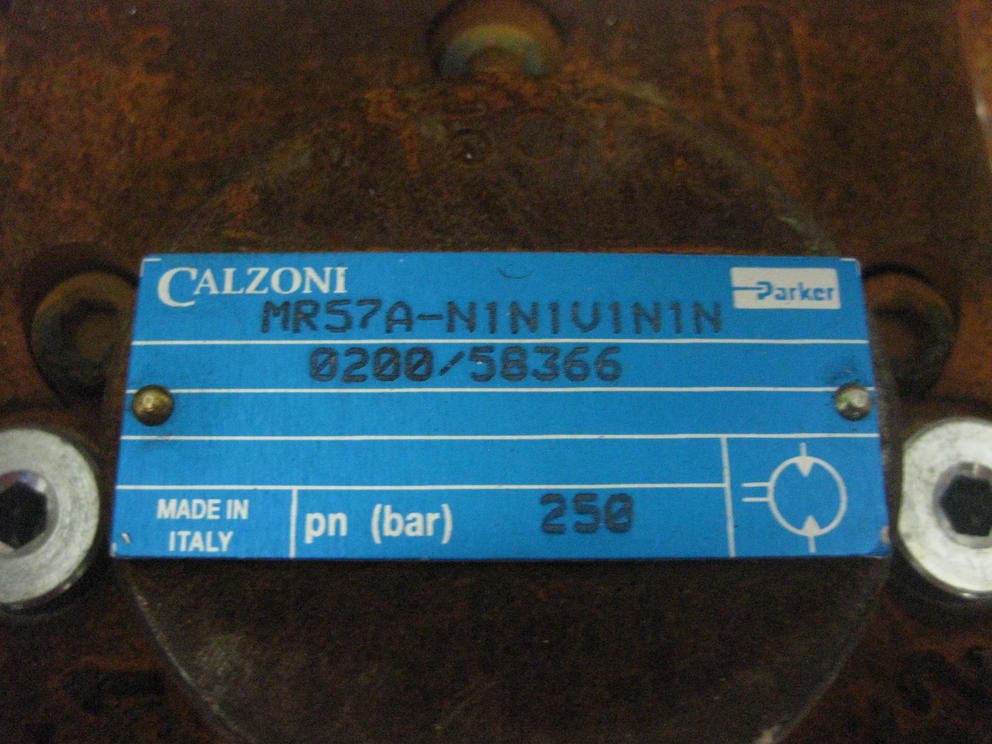 CALZONI
Parker
MR57A-N1N1V1N1N
0200/58366
MADE IN
ITALY
pn (bar)
250